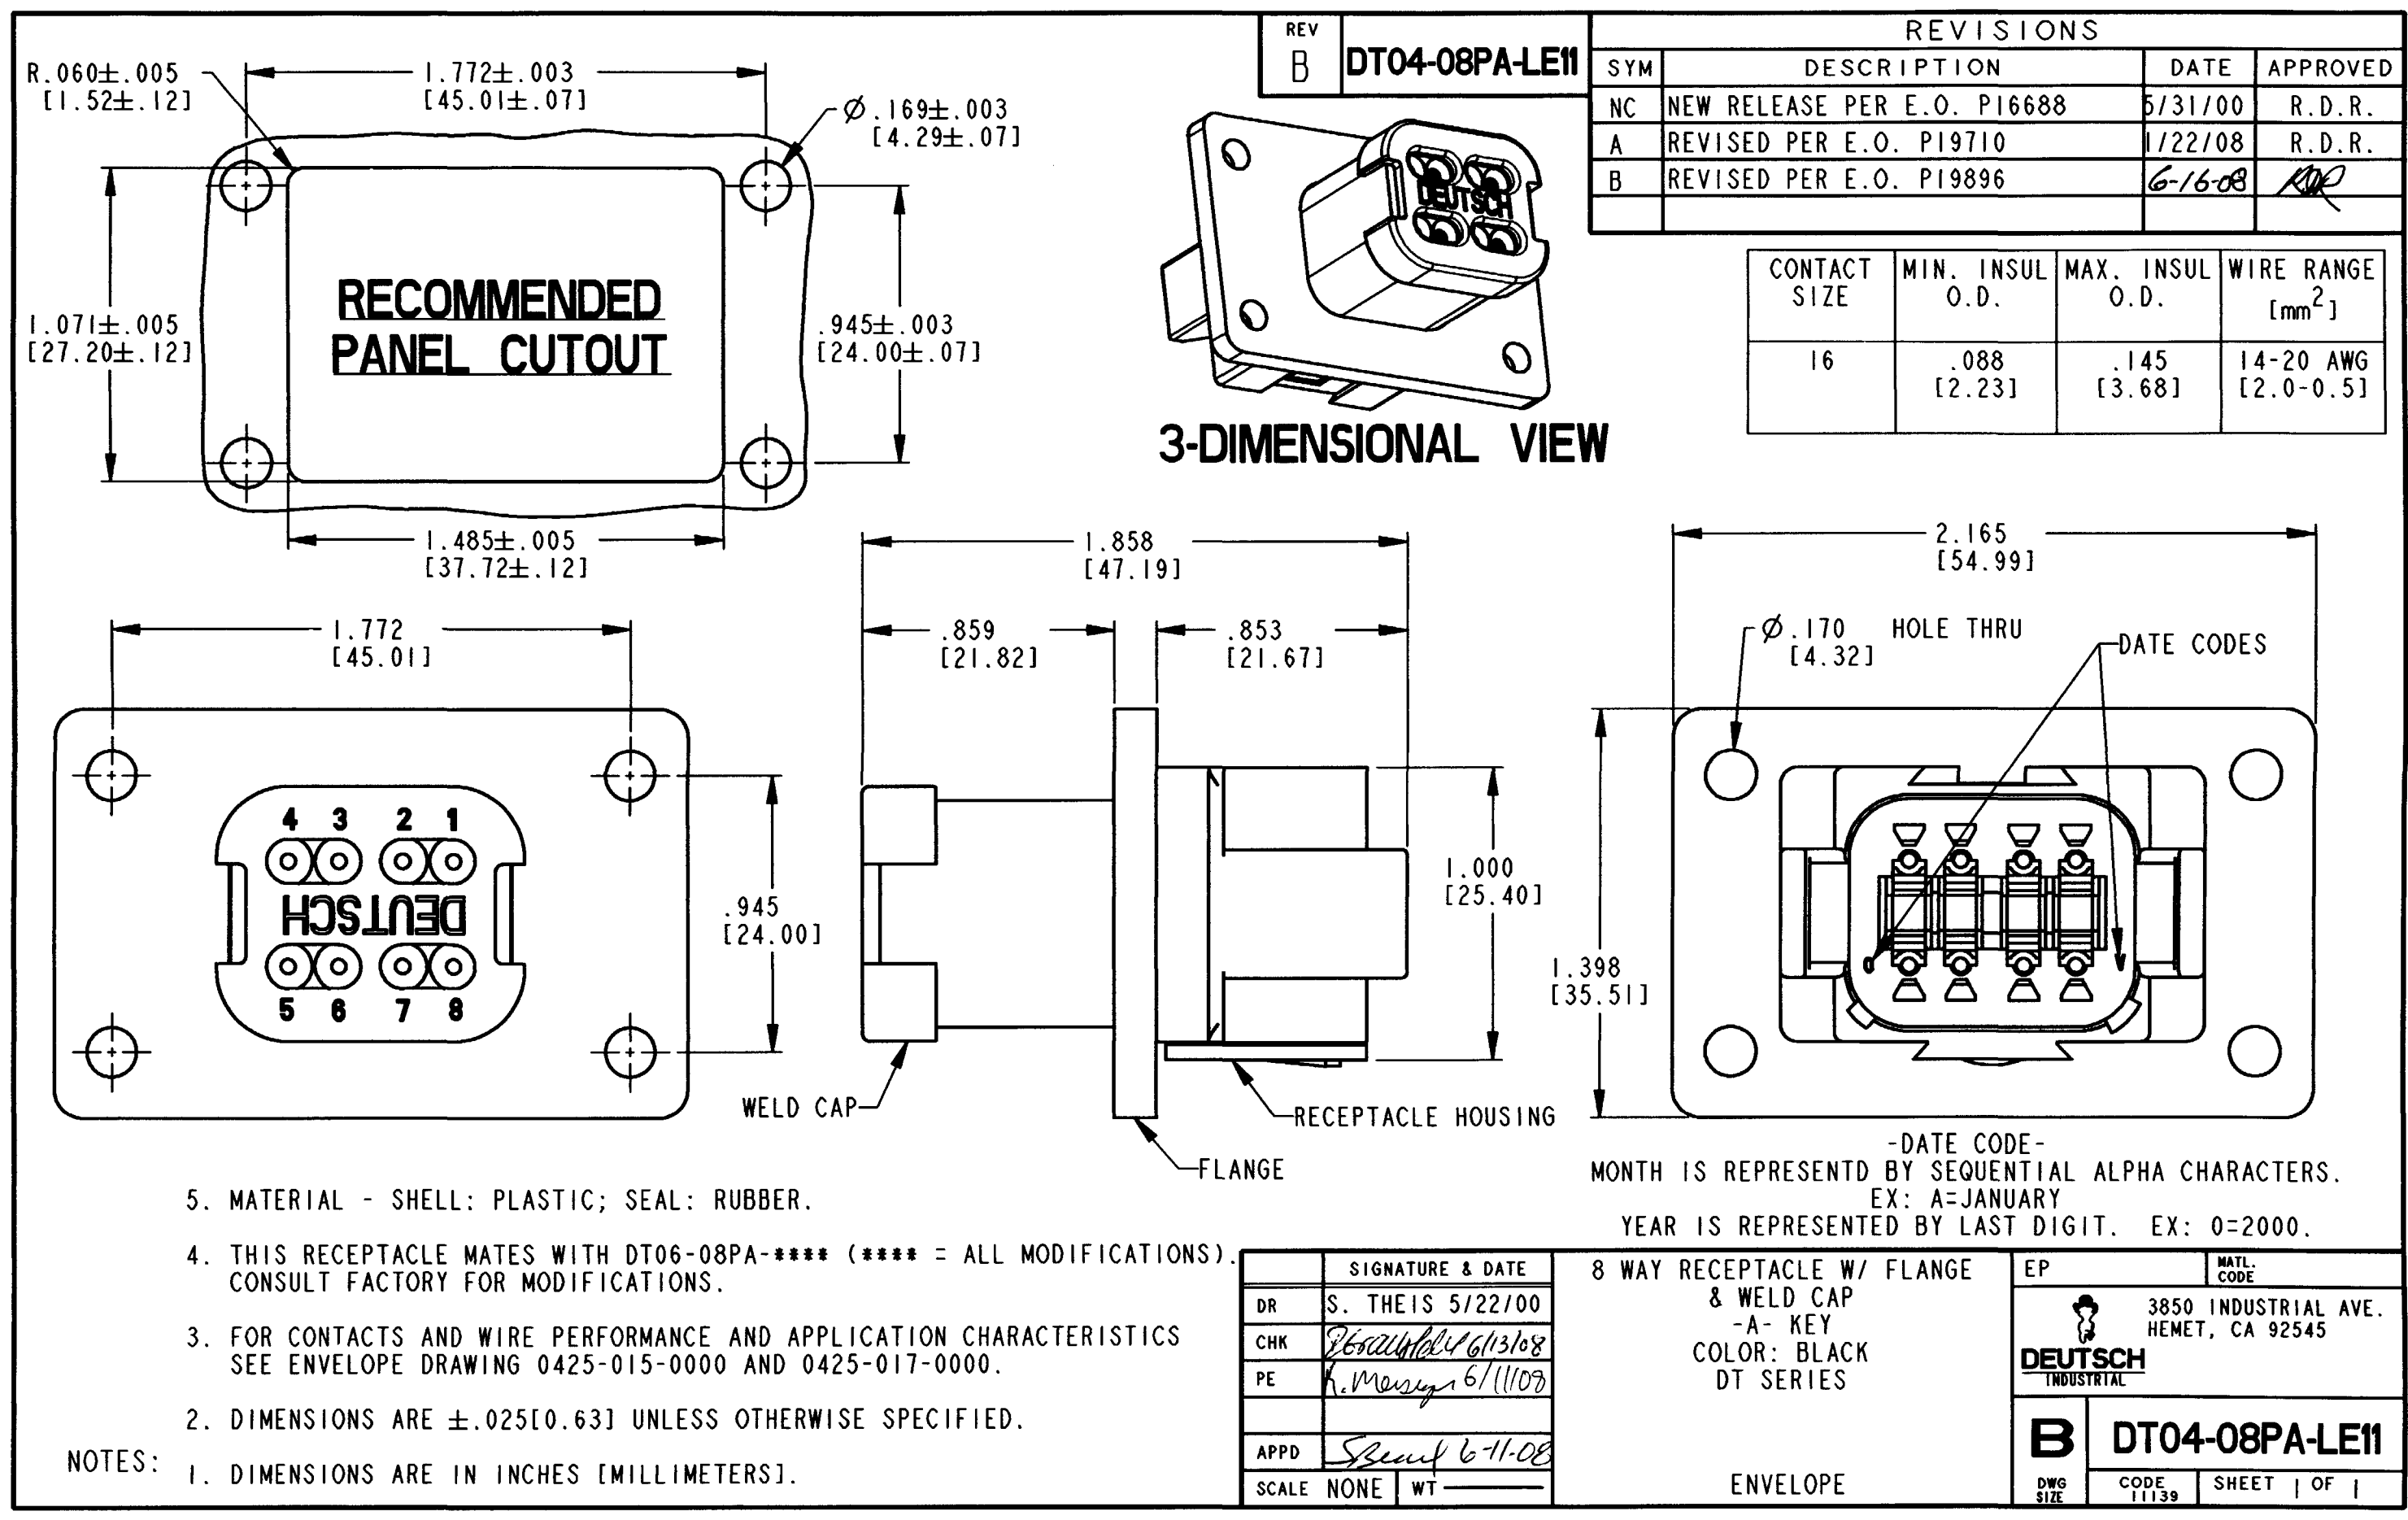 REV
B
DT04-08PA-LE11
REVISIONS
SYM DESCRIPTION DATE APPROVED
NC NEW RELEASE PER E.O. P16688 5/31/00 R.D.R.
A REVISED PER E.O. P19710 1/22/08 R.D.R.
B REVISED PER E.O. P19896 6-16-08
R.060±.005
[1.52±.12]
1.772±.003
[45.01±.07]
Ø.169±.003
[4.29±.07]
1.071±.005
[27.20±.12]
RECOMMENDED
PANEL CUTOUT
.945±.003
[24.00±.07]
1.485±.005
[37.72±.12]
DEUTSCH
3-DIMENSIONAL VIEW
CONTACT SIZE MIN. INSUL O.D. MAX. INSUL O.D. WIRE RANGE [mm2]
16 .088 .145 14-20 AWG
[2.23] [3.68] [2.0-0.5]
1.772
[45.01]
4 3 2 1
DEUTSCH
5 6 7 8
.945
[24.00]
1.858
[47.19]
.859
[21.82]
.853
[21.67]
1.000
[25.40]
WELD CAP
RECEPTACLE HOUSING
FLANGE
2.165
[54.99]
Ø.170 HOLE THRU
[4.32]
DATE CODES
1.398
[35.51]
-DATE CODE-
MONTH IS REPRESENTD BY SEQUENTIAL ALPHA CHARACTERS.
EX: A=JANUARY
YEAR IS REPRESENTED BY LAST DIGIT. EX: 0=2000.
5. MATERIAL - SHELL: PLASTIC; SEAL: RUBBER.
4. THIS RECEPTACLE MATES WITH DT06-08PA-**** (**** = ALL MODIFICATIONS).
CONSULT FACTORY FOR MODIFICATIONS.
3. FOR CONTACTS AND WIRE PERFORMANCE AND APPLICATION CHARACTERISTICS
SEE ENVELOPE DRAWING 0425-015-0000 AND 0425-017-0000.
2. DIMENSIONS ARE ±.025[0.63] UNLESS OTHERWISE SPECIFIED.
NOTES: 1. DIMENSIONS ARE IN INCHES [MILLIMETERS].
SIGNATURE & DATE
DR S. THEIS 5/22/00
CHK 6/13/08
PE 6/11/08
APPD 6-11-08
SCALE NONE WT
8 WAY RECEPTACLE W/ FLANGE
& WELD CAP
-A- KEY
COLOR: BLACK
DT SERIES
ENVELOPE
EP MATL. CODE
3850 INDUSTRIAL AVE.
HEMET, CA 92545
DEUTSCH
INDUSTRIAL
B DT04-08PA-LE11
DWG SIZE CODE 11139 SHEET 1 OF 1